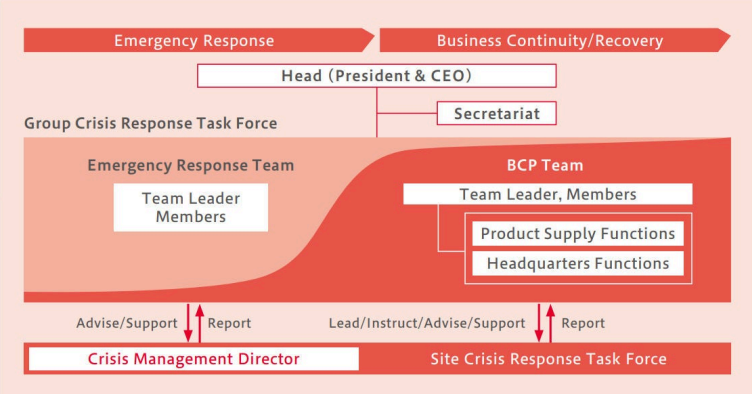 Emergency Response
Business Continuity/Recovery
Head (President & CEO)
Secretariat
Group Crisis Response Task Force
Emergency Response Team
Team Leader
Members
BCP Team
Team Leader, Members
Product Supply Functions
Headquarters Functions
Advise/Support
Report
Lead/Instruct/Advise/Support
Report
Crisis Management Director
Site Crisis Response Task Force